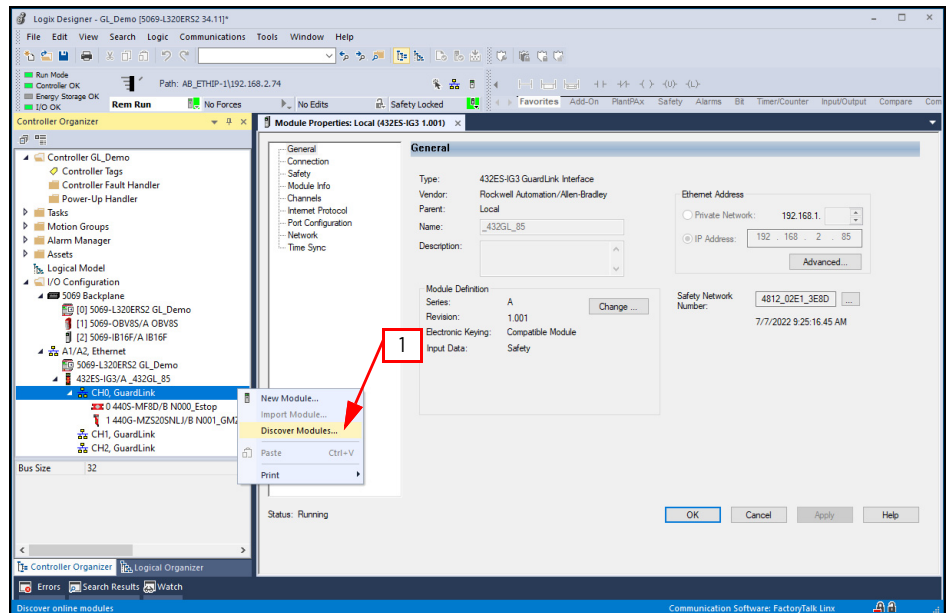 Logix Designer - GL_Demo [5069-L320ERS2 34.11]*
File Edit View Search Logic Communications Tools Window Help
Run Mode
Controller OK
Energy Storage OK
I/O OK
Path: AB_ETHIP-1\192.168.2.74
Rem Run
No Forces
No Edits
Safety Locked
Favorites Add-On PlantPAx Safety Alarms Bit Timer/Counter Input/Output Compare Com
Controller Organizer
Module Properties: Local (432ES-IG3 1.001) ×
Controller GL_Demo
Controller Tags
Controller Fault Handler
Power-Up Handler
Tasks
Motion Groups
Alarm Manager
Assets
Logical Model
I/O Configuration
5069 Backplane
[0] 5069-L320ERS2 GL_Demo
[1] 5069-OBV8S/A OBV8S
[2] 5069-IB16F/A IB16F
A1/A2, Ethernet
5069-L320ERS2 GL_Demo
432ES-IG3/A _432GL_85
CH0, GuardLink
0 440S-MF8D/B N000_Estop
1 440G-MZS20SNLJ/B N001_GMZ
CH1, GuardLink
CH2, GuardLink
Bus Size 32
Controller Organizer Logical Organizer
General
Connection
Safety
Module Info
Channels
Internet Protocol
Port Configuration
Network
Time Sync
General
Type: 432ES-IG3 GuardLink Interface
Vendor: Rockwell Automation/Allen-Bradley
Parent: Local
Name: _432GL_85
Description:
Module Definition
Series: A
Change ...
Revision: 1.001
Electronic Keying: Compatible Module
Input Data: Safety
Ethernet Address
Private Network: 192.168.1.
IP Address: 192 . 168 . 2 . 85
Advanced...
Safety Network Number: 4812_02E1_3E8D ...
7/7/2022 9:25:16.45 AM
1
New Module...
Import Module...
Discover Modules...
Paste Ctrl+V
Print
Status: Running
OK Cancel Apply Help
Errors Search Results Watch
Discover online modules
Communication Software: FactoryTalk Linx